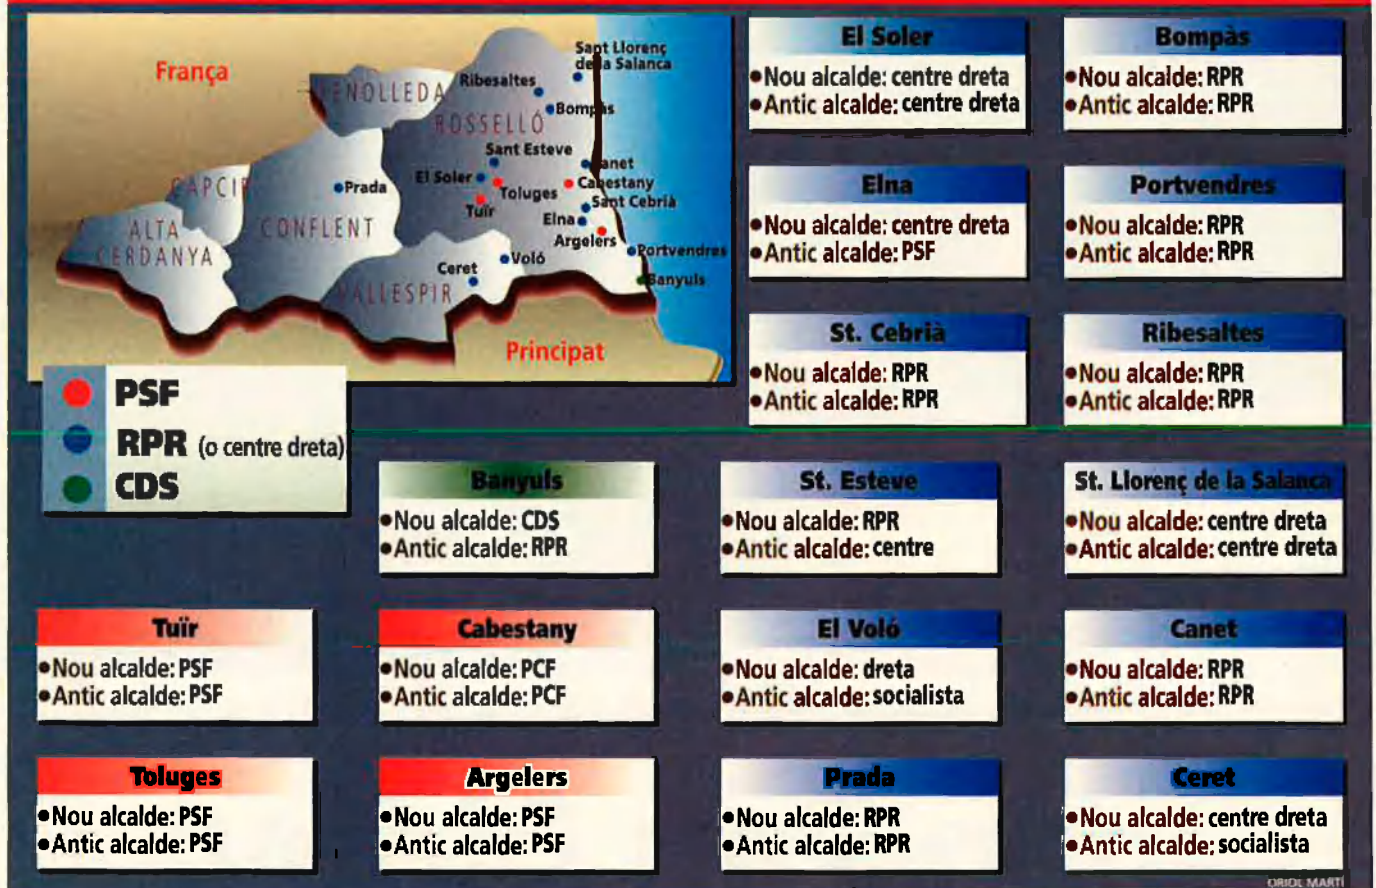 França
Sant Llorenç
de la Salanca
Ribesaltes
FENOLLEDA
Bompàs
ROSSELLÓ
Sant Esteve
Canet
El Soler
CAPCIR
Prada
Toluges
Cabestany
Tuïr
Sant Cebrià
Elna
ALTA
CERDANYA
CONFLENT
Argelers
Portvendres
Voló
Ceret
Banyuls
VALLESPIR
Principat
PSF
RPR (o centre dreta)
CDS
El Soler
•Nou alcalde: centre dreta
•Antic alcalde: centre dreta
Bompàs
•Nou alcalde: RPR
•Antic alcalde: RPR
Elna
•Nou alcalde: centre dreta
•Antic alcalde: PSF
Portvendres
•Nou alcalde: RPR
•Antic alcalde: RPR
St. Cebrià
•Nou alcalde: RPR
•Antic alcalde: RPR
Ribesaltes
•Nou alcalde: RPR
•Antic alcalde: RPR
Banyuls
•Nou alcalde: CDS
•Antic alcalde: RPR
St. Esteve
•Nou alcalde: RPR
•Antic alcalde: centre
St. Llorenç de la Salanca
•Nou alcalde: centre dreta
•Antic alcalde: centre dreta
Tuïr
•Nou alcalde: PSF
•Antic alcalde: PSF
Cabestany
•Nou alcalde: PCF
•Antic alcalde: PCF
El Voló
•Nou alcalde: dreta
•Antic alcalde: socialista
Canet
•Nou alcalde: RPR
•Antic alcalde: RPR
Toluges
•Nou alcalde: PSF
•Antic alcalde: PSF
Argelers
•Nou alcalde: PSF
•Antic alcalde: PSF
Prada
•Nou alcalde: RPR
•Antic alcalde: RPR
Ceret
•Nou alcalde: centre dreta
•Antic alcalde: socialista
ORIOL MARTÍ